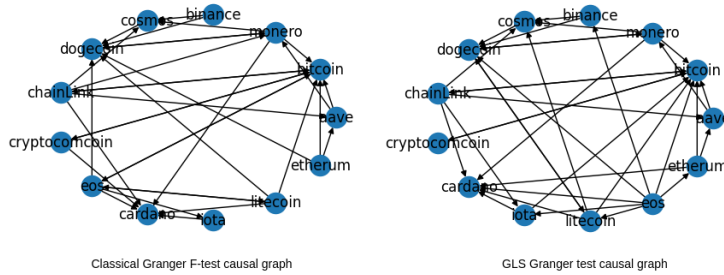 binance
cosmos
monero
dogecoin
bitcoin
chainLink
aave
cryptocomcoin
etherum
eos
litecoin
cardano
iota
Classical Granger F-test causal graph
binance
cosmos
monero
dogecoin
bitcoin
chainLink
aave
cryptocomcoin
etherum
cardano
eos
iota
litecoin
GLS Granger test causal graph